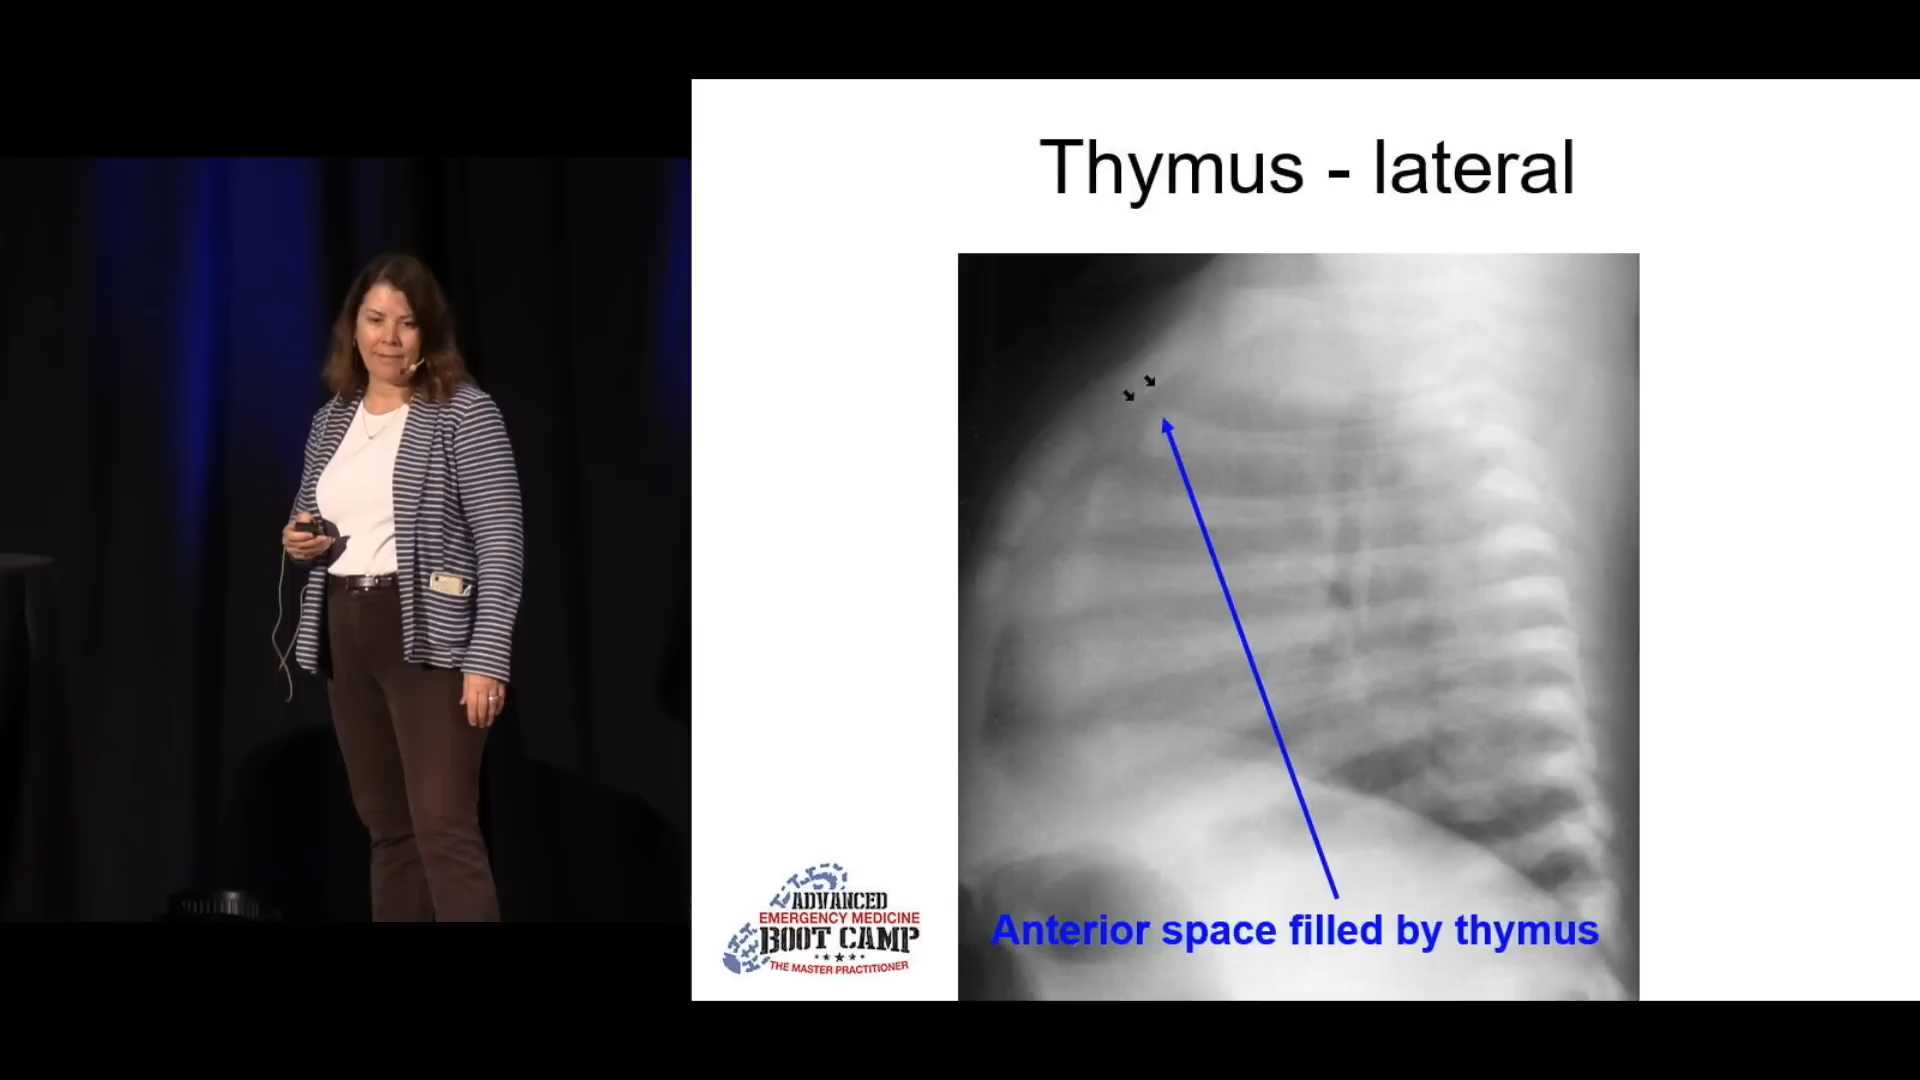 Thymus - lateral
Anterior space filled by thymus
ADVANCED
EMERGENCY MEDICINE
BOOT CAMP
THE MASTER PRACTITIONER